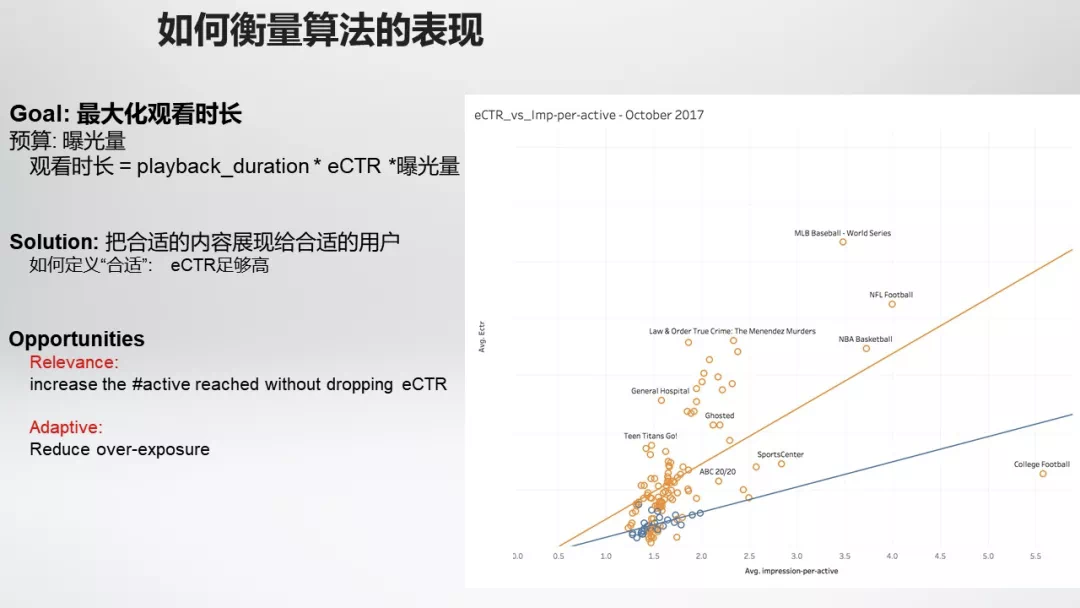 如何衡量算法的表现
Goal: 最大化观看时长
预算: 曝光量
观看时长 = playback_duration * eCTR *曝光量
Solution: 把合适的内容展现给合适的用户
如何定义“合适”： eCTR足够高
Opportunities
Relevance:
increase the #active reached without dropping eCTR
Adaptive:
Reduce over-exposure
eCTR_vs_Imp-per-active - October 2017
MLB Baseball - World Series
NFL Football
Law & Order True Crime: The Menendez Murders
NBA Basketball
General Hospital
Ghosted
Teen Titans Go!
SportsCenter
ABC 20/20
College Football
Avg. Ectr
0.0 0.5 1.0 1.5 2.0 2.5 3.0 3.5 4.0 4.5 5.0 5.5
Avg. impression-per-active